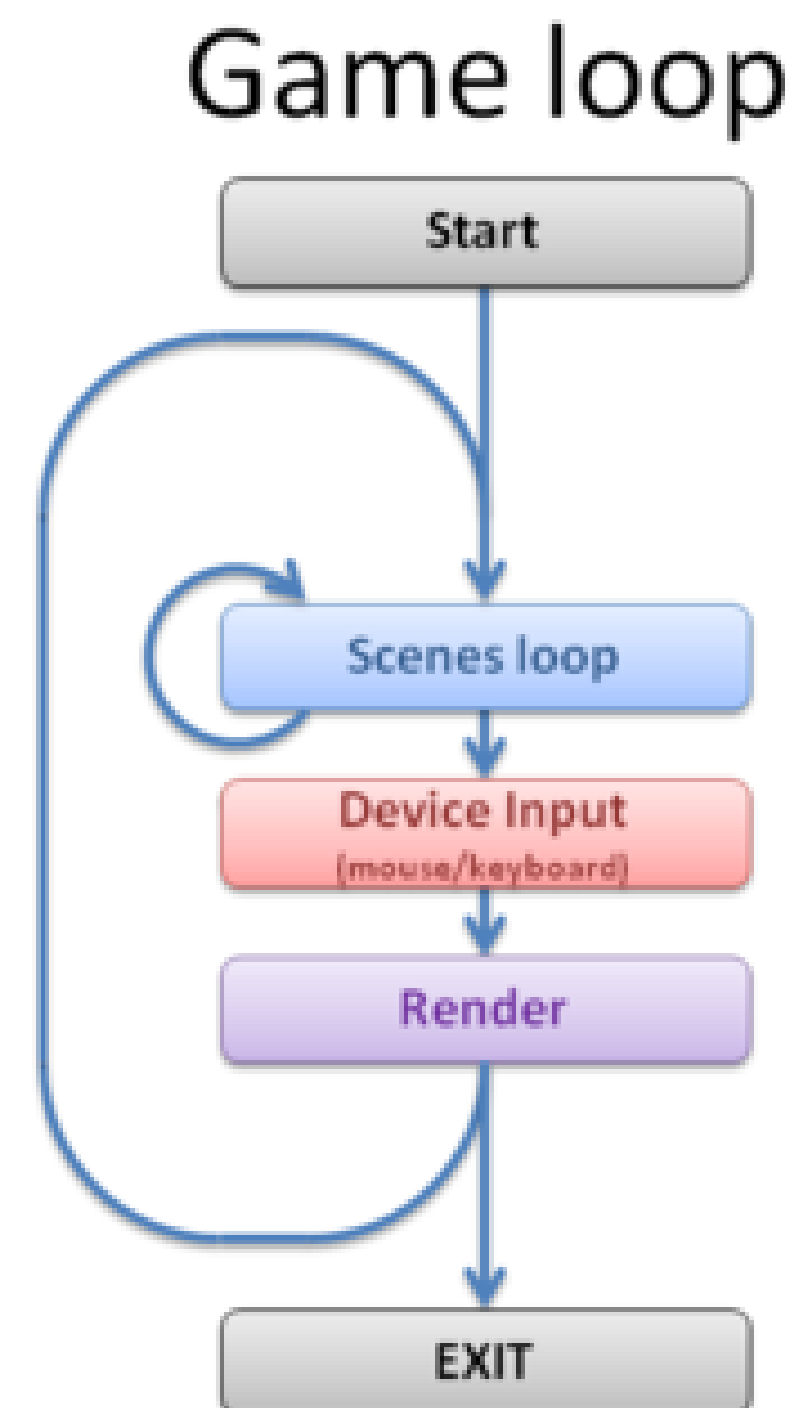 Game loop
Start
Scenes loop
Device Input
(mouse/keyboard)
Render
EXIT